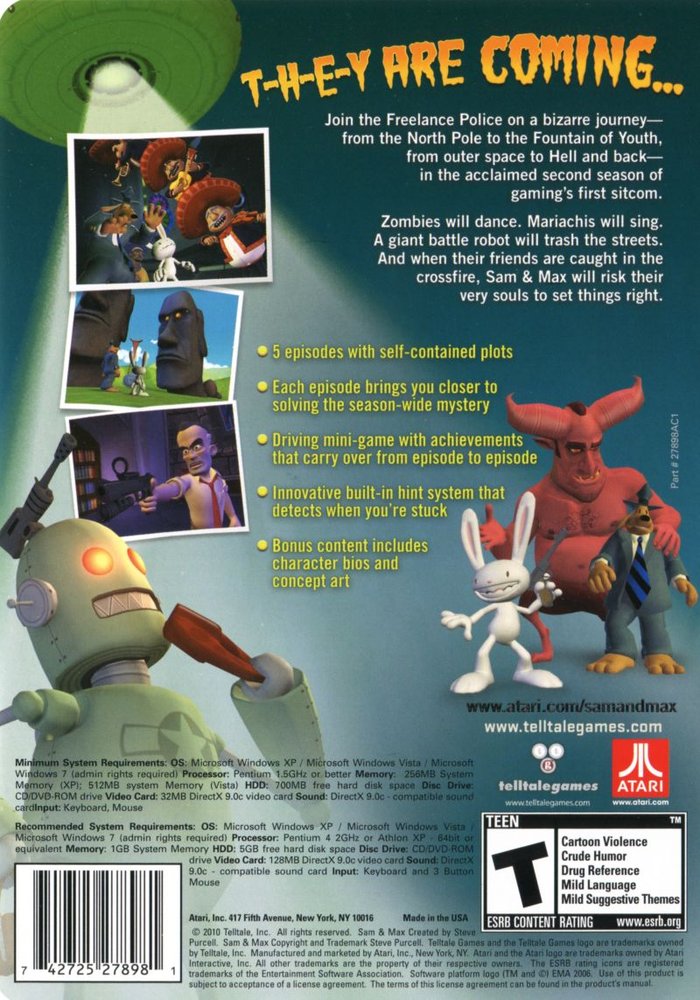 T-H-E-Y ARE COMING...
Join the Freelance Police on a bizarre journey—
from the North Pole to the Fountain of Youth,
from outer space to Hell and back—
in the acclaimed second season of
gaming's first sitcom.
Zombies will dance. Mariachis will sing.
A giant battle robot will trash the streets.
And when their friends are caught in the
crossfire, Sam & Max will risk their
very souls to set things right.
• 5 episodes with self-contained plots
• Each episode brings you closer to
solving the season-wide mystery
• Driving mini-game with achievements
that carry over from episode to episode
• Innovative built-in hint system that
detects when you're stuck
• Bonus content includes
character bios and
concept art
Part # 27898AC1
www.atari.com/samandmax
www.telltalegames.com
telltalegames
www.telltalegames.com
ATARI
www.atari.com
Minimum System Requirements: OS: Microsoft Windows XP / Microsoft Windows Vista / Microsoft
Windows 7 (admin rights required) Processor: Pentium 1.5GHz or better Memory: 256MB System
Memory (XP); 512MB system Memory (Vista) HDD: 700MB free hard disk space Disc Drive:
CD/DVD-ROM drive Video Card: 32MB DirectX 9.0c video card Sound: DirectX 9.0c - compatible sound
cardInput: Keyboard, Mouse
Recommended System Requirements: OS: Microsoft Windows XP / Microsoft Windows Vista /
Microsoft Windows 7 (admin rights required) Processor: Pentium 4 2GHz or Athlon XP - 64bit or
equivalent Memory: 1GB System Memory HDD: 5GB free hard disk space Disc Drive: CD/DVD-ROM
drive Video Card: 128MB DirectX 9.0c video card Sound: DirectX
9.0c - compatible sound card Input: Keyboard and 3 Button
Mouse
TEEN
TM
T
Cartoon Violence
Crude Humor
Drug Reference
Mild Language
Mild Suggestive Themes
ESRB CONTENT RATING www.esrb.org
Atari, Inc. 417 Fifth Avenue, New York, NY 10016 Made in the USA
© 2010 Telltale, Inc. All rights reserved. Sam & Max Created by Steve
Purcell. Sam & Max Copyright and Trademark Steve Purcell. Telltale Games and the Telltale Games logo are trademarks owned
by Telltale, Inc. Manufactured and marketed by Atari, Inc., New York, NY. Atari and the Atari logo are trademarks owned by Atari
Interactive, Inc. All other trademarks are the property of their respective owners. The ESRB rating icons are registered
trademarks of the Entertainment Software Association. Software platform logo (TM and ©) EMA 2006. Use of this product is
subject to acceptance of a license agreement. The terms of this license agreement can be found in the product's manual.
7 42725 27898 1